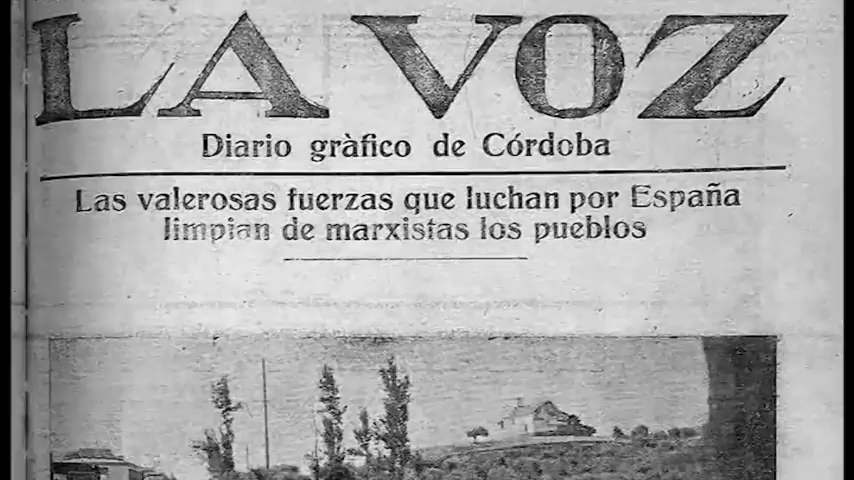 LA VOZ
Diario gràfico de Córdoba
Las valerosas fuerzas que luchan por España
limpian de marxistas los pueblos